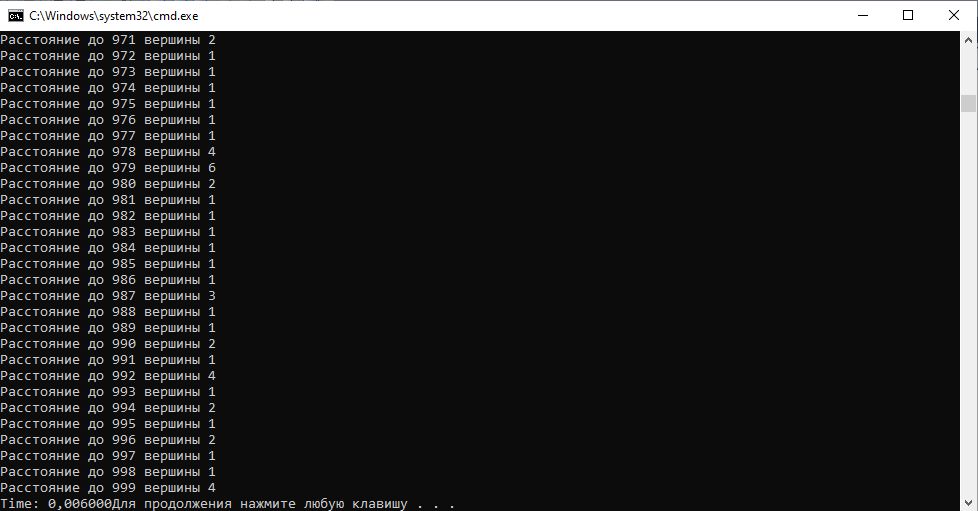 C:\Windows\system32\cmd.exe
Расстояние до 971 вершины 2
Расстояние до 972 вершины 1
Расстояние до 973 вершины 1
Расстояние до 974 вершины 1
Расстояние до 975 вершины 1
Расстояние до 976 вершины 1
Расстояние до 977 вершины 1
Расстояние до 978 вершины 4
Расстояние до 979 вершины 6
Расстояние до 980 вершины 2
Расстояние до 981 вершины 1
Расстояние до 982 вершины 1
Расстояние до 983 вершины 1
Расстояние до 984 вершины 1
Расстояние до 985 вершины 1
Расстояние до 986 вершины 1
Расстояние до 987 вершины 3
Расстояние до 988 вершины 1
Расстояние до 989 вершины 1
Расстояние до 990 вершины 2
Расстояние до 991 вершины 1
Расстояние до 992 вершины 4
Расстояние до 993 вершины 1
Расстояние до 994 вершины 2
Расстояние до 995 вершины 1
Расстояние до 996 вершины 2
Расстояние до 997 вершины 1
Расстояние до 998 вершины 1
Расстояние до 999 вершины 4
Time: 0,006000Для продолжения нажмите любую клавишу . . .